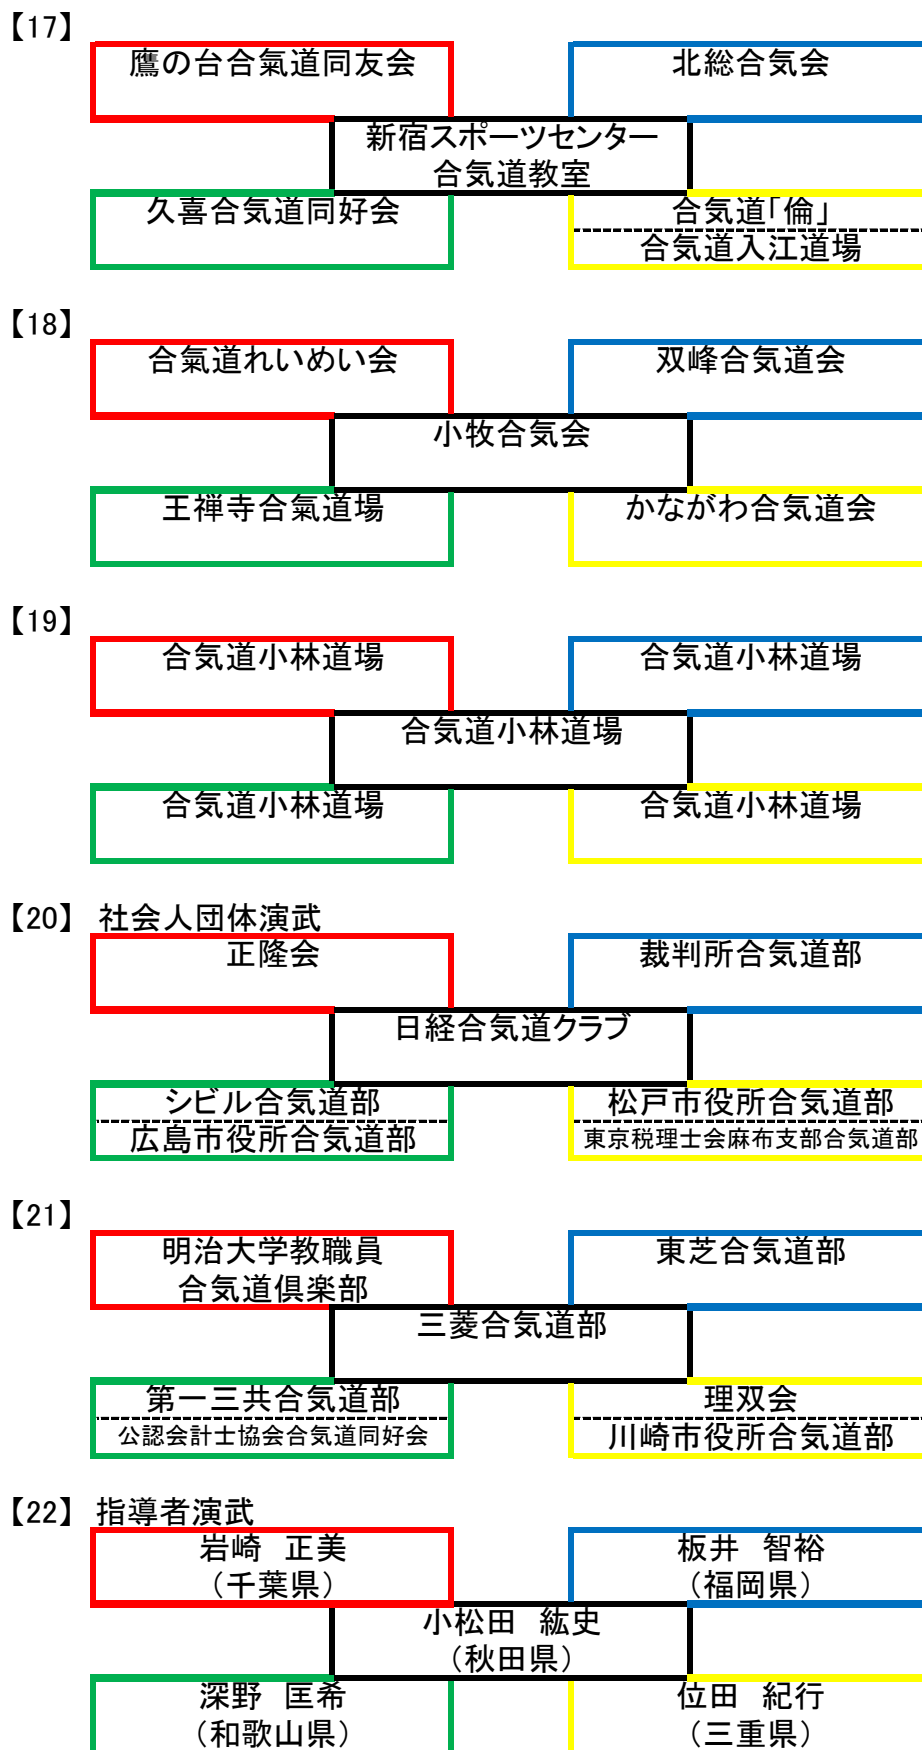 【17】
鷹の台合氣道同友会
北総合気会
新宿スポーツセンター
合気道教室
久喜合気道同好会
合気道「倫」
合気道入江道場
【18】
合氣道れいめい会
双峰合気道会
小牧合気会
王禅寺合氣道場
かながわ合気道会
【19】
合気道小林道場
合気道小林道場
合気道小林道場
合気道小林道場
合気道小林道場
【20】 社会人団体演武
正隆会
裁判所合気道部
日経合気道クラブ
シビル合気道部
広島市役所合気道部
松戸市役所合気道部
東京税理士会麻布支部合気道部
【21】
明治大学教職員
合気道倶楽部
東芝合気道部
三菱合気道部
第一三共合気道部
公認会計士協会合気道同好会
理双会
川崎市役所合気道部
【22】 指導者演武
岩崎 正美
（千葉県）
板井 智裕
（福岡県）
小松田 紘史
（秋田県）
深野 匡希
（和歌山県）
位田 紀行
（三重県）